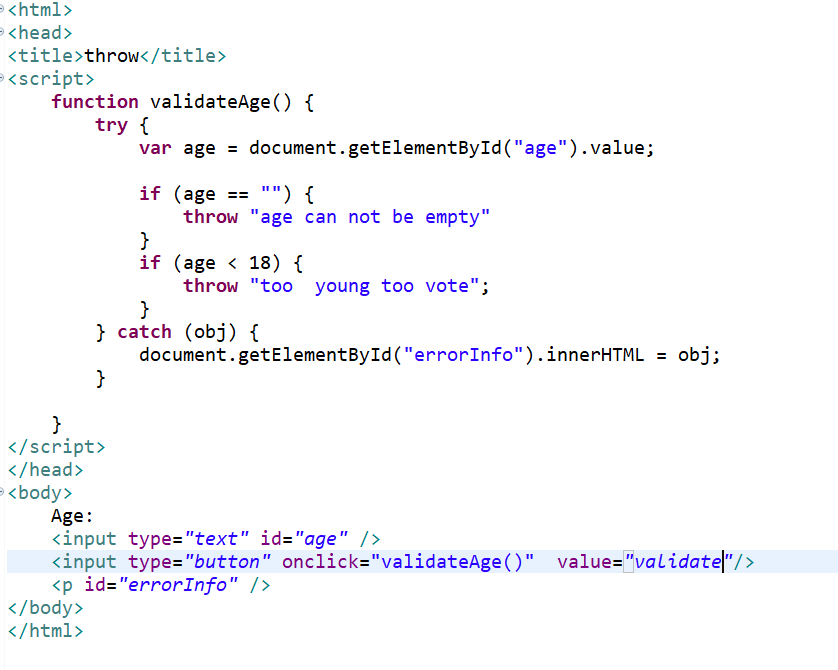 <html>
<head>
<title>throw</title>
<script>
    function validateAge() {
        try {
            var age = document.getElementById("age").value;

            if (age == "") {
                throw "age can not be empty"
            }
            if (age < 18) {
                throw "too  young too vote";
            }
        } catch (obj) {
            document.getElementById("errorInfo").innerHTML = obj;
        }

    }
</script>
</head>
<body>
    Age:
    <input type="text" id="age" />
    <input type="button" onclick="validateAge()"  value="validate"/>
    <p id="errorInfo" />
</body>
</html>